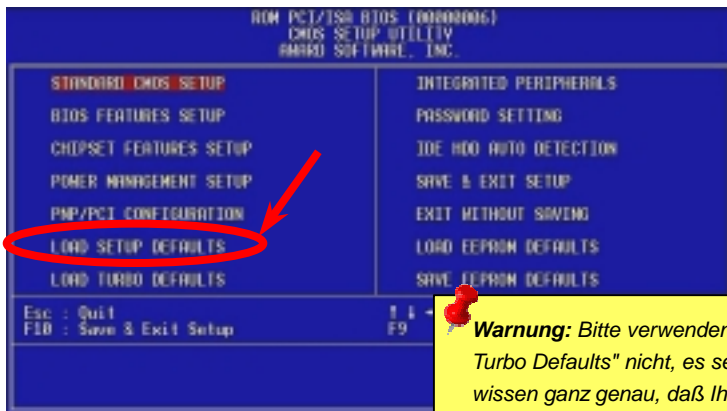 ROM PCI/ISA BIOS (00000006)
CMOS SETUP UTILITY
AWARD SOFTWARE, INC.
STANDARD CMOS SETUP
BIOS FEATURES SETUP
CHIPSET FEATURES SETUP
POWER MANAGEMENT SETUP
PNP/PCI CONFIGURATION
LOAD SETUP DEFAULTS
LOAD TURBO DEFAULTS
INTEGRATED PERIPHERALS
PASSWORD SETTING
IDE HDD AUTO DETECTION
SAVE & EXIT SETUP
EXIT WITHOUT SAVING
LOAD EEPROM DEFAULTS
SAVE EEPROM DEFAULTS
Esc : Quit
F10 : Save & Exit Setup
↑ ↓ →
F9
Warnung: Bitte verwenden
Turbo Defaults" nicht, es se
wissen ganz genau, daß Ih